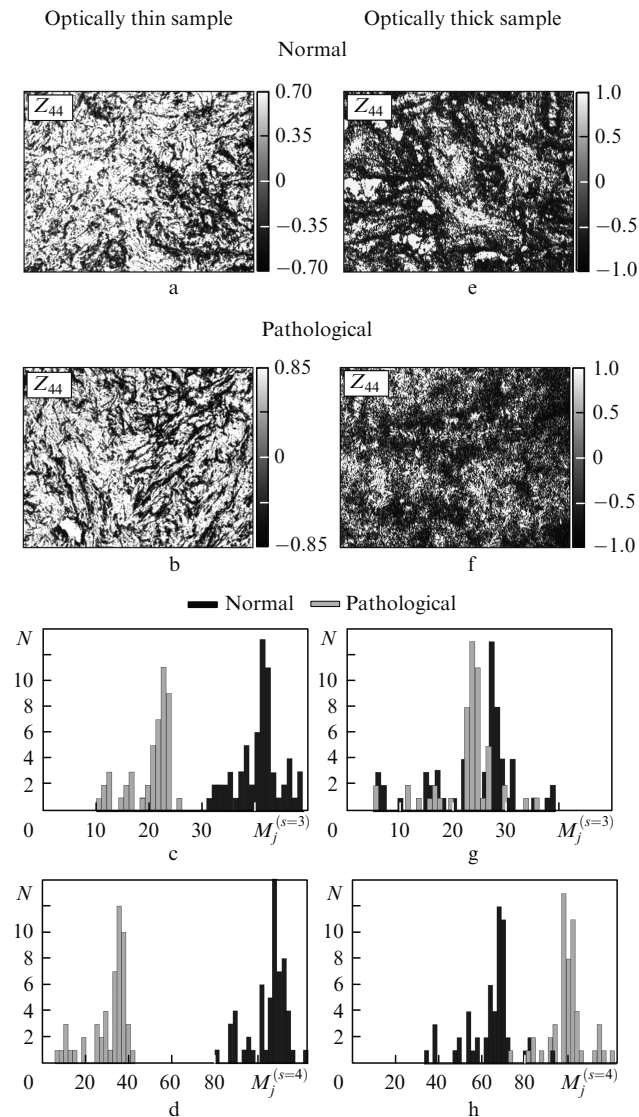 Optically thin sample Optically thick sample
Normal
Z44 0.70 0.35 0 −0.35 −0.70
a
Z44 1.0 0.5 0 −0.5 −1.0
e
Pathological
Z44 0.85 0 −0.85
b
Z44 1.0 0.5 0 −0.5 −1.0
f
Normal Pathological
N
10
8
6
4
2
0 10 20 30 M_j^(s=3)
c
N
10
8
6
4
2
0 10 20 30 M_j^(s=3)
g
N
10
8
6
4
2
0 20 40 60 80 M_j^(s=4)
d
N
10
8
6
4
2
0 20 40 60 80 M_j^(s=4)
h